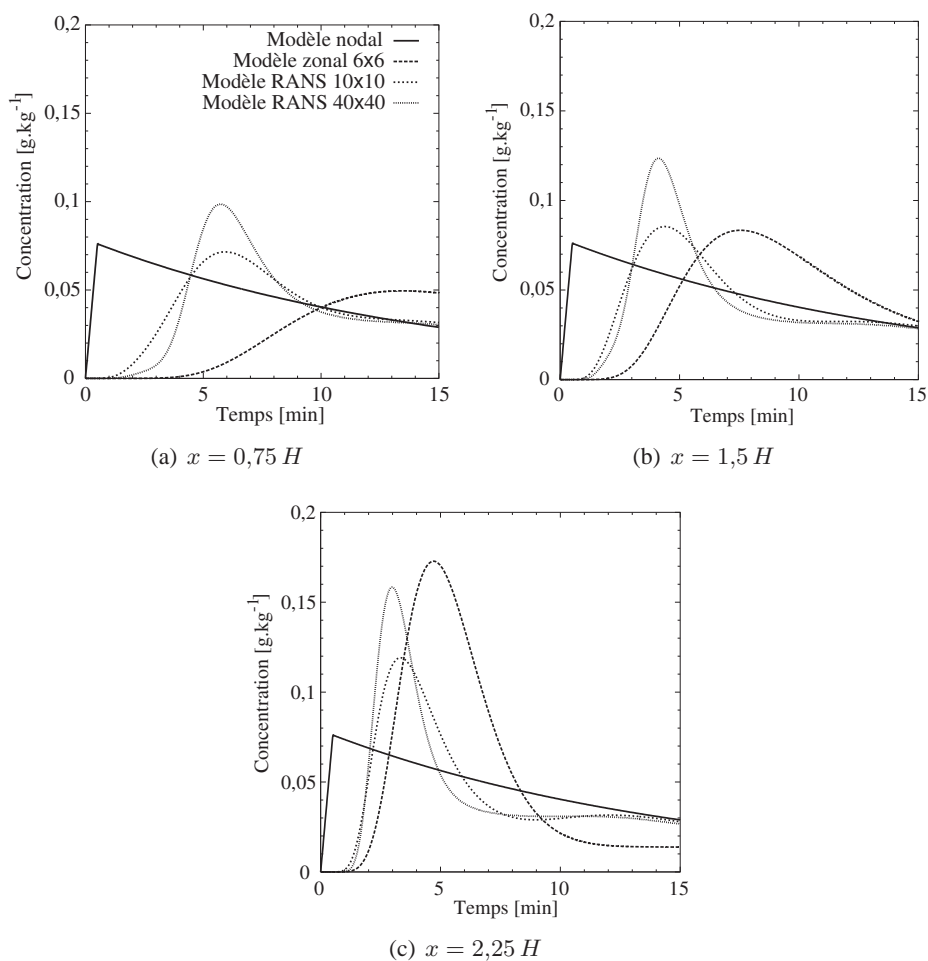 0,2
Modèle nodal
Modèle zonal 6x6
Modèle RANS 10x10
Modèle RANS 40x40
0,15
0,1
0,05
0
Concentration [g.kg-1]
0 5 10 15
Temps [min]
(a) x = 0,75 H
0,2
0,15
0,1
0,05
0
Concentration [g.kg-1]
0 5 10 15
Temps [min]
(b) x = 1,5 H
0,2
0,15
0,1
0,05
0
Concentration [g.kg-1]
0 5 10 15
Temps [min]
(c) x = 2,25 H